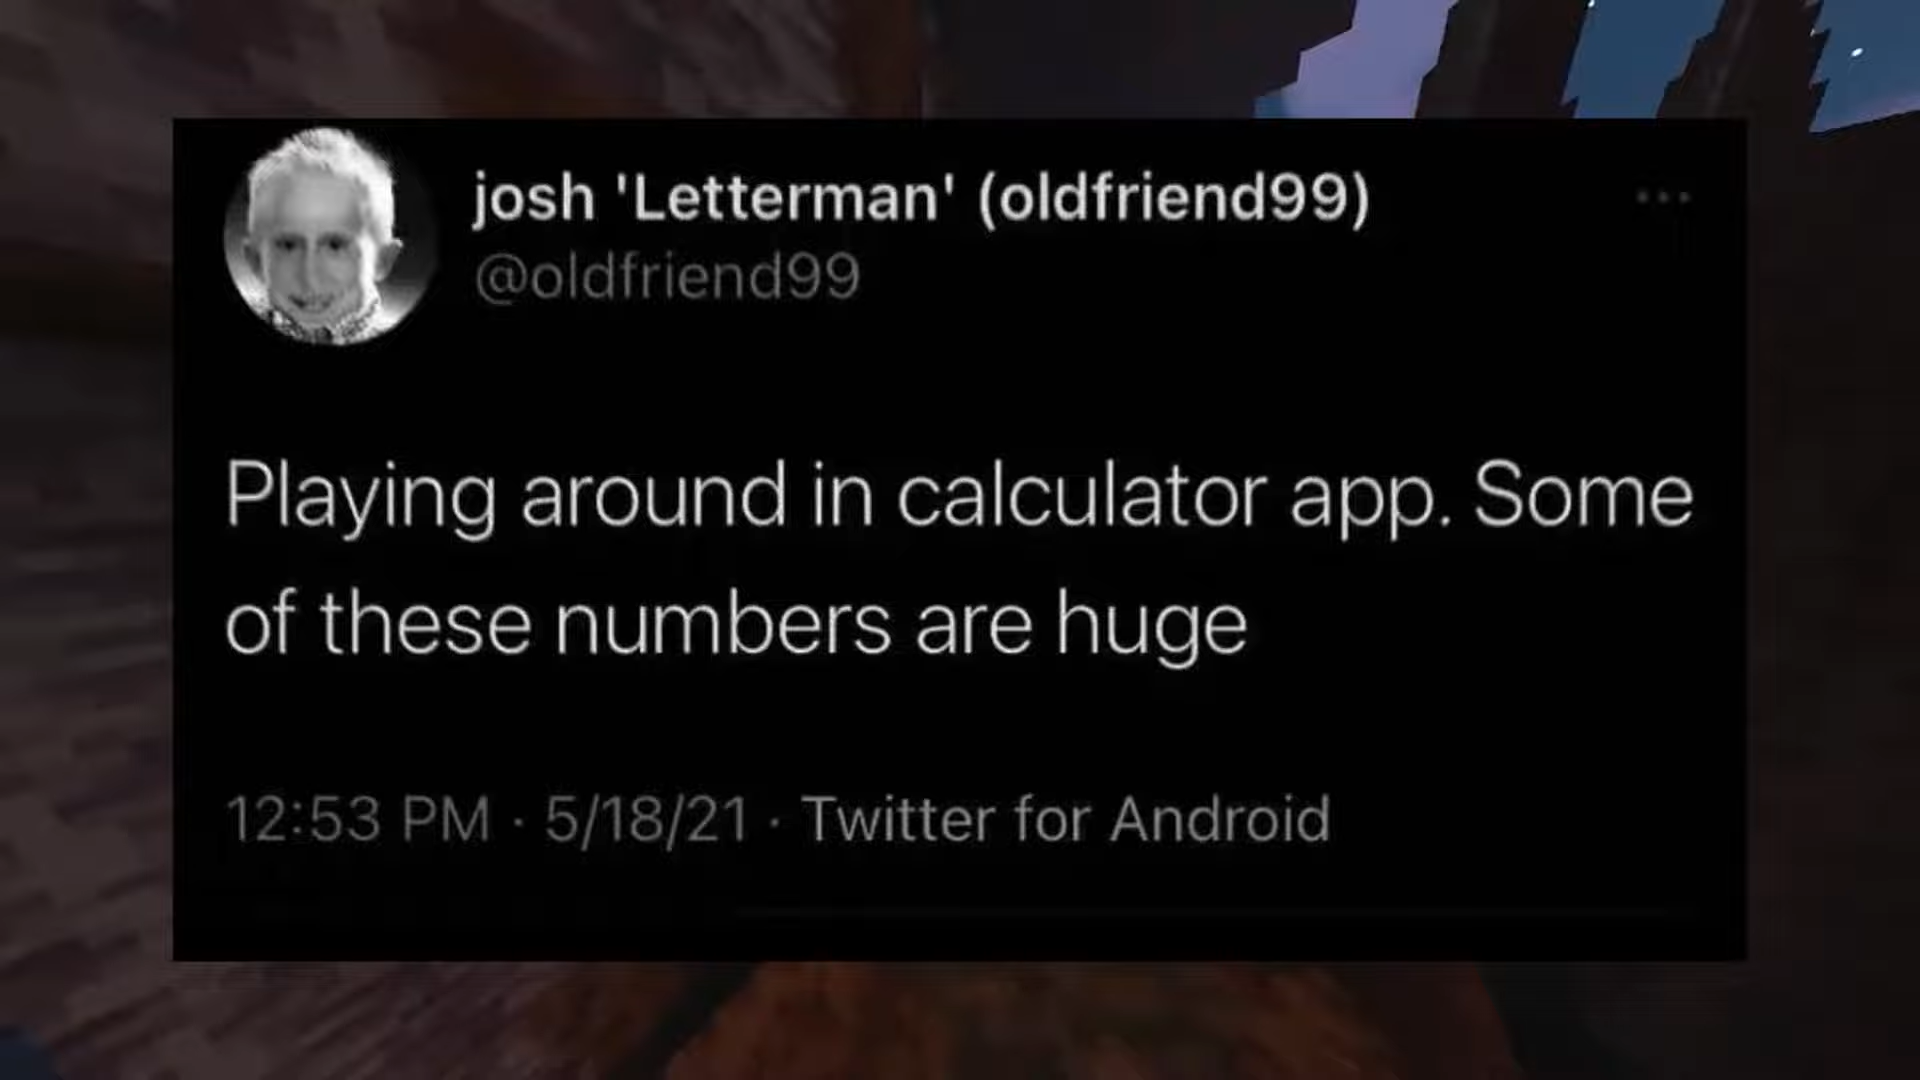 josh 'Letterman' (oldfriend99)
@oldfriend99
Playing around in calculator app. Some
of these numbers are huge
12:53 PM · 5/18/21 · Twitter for Android